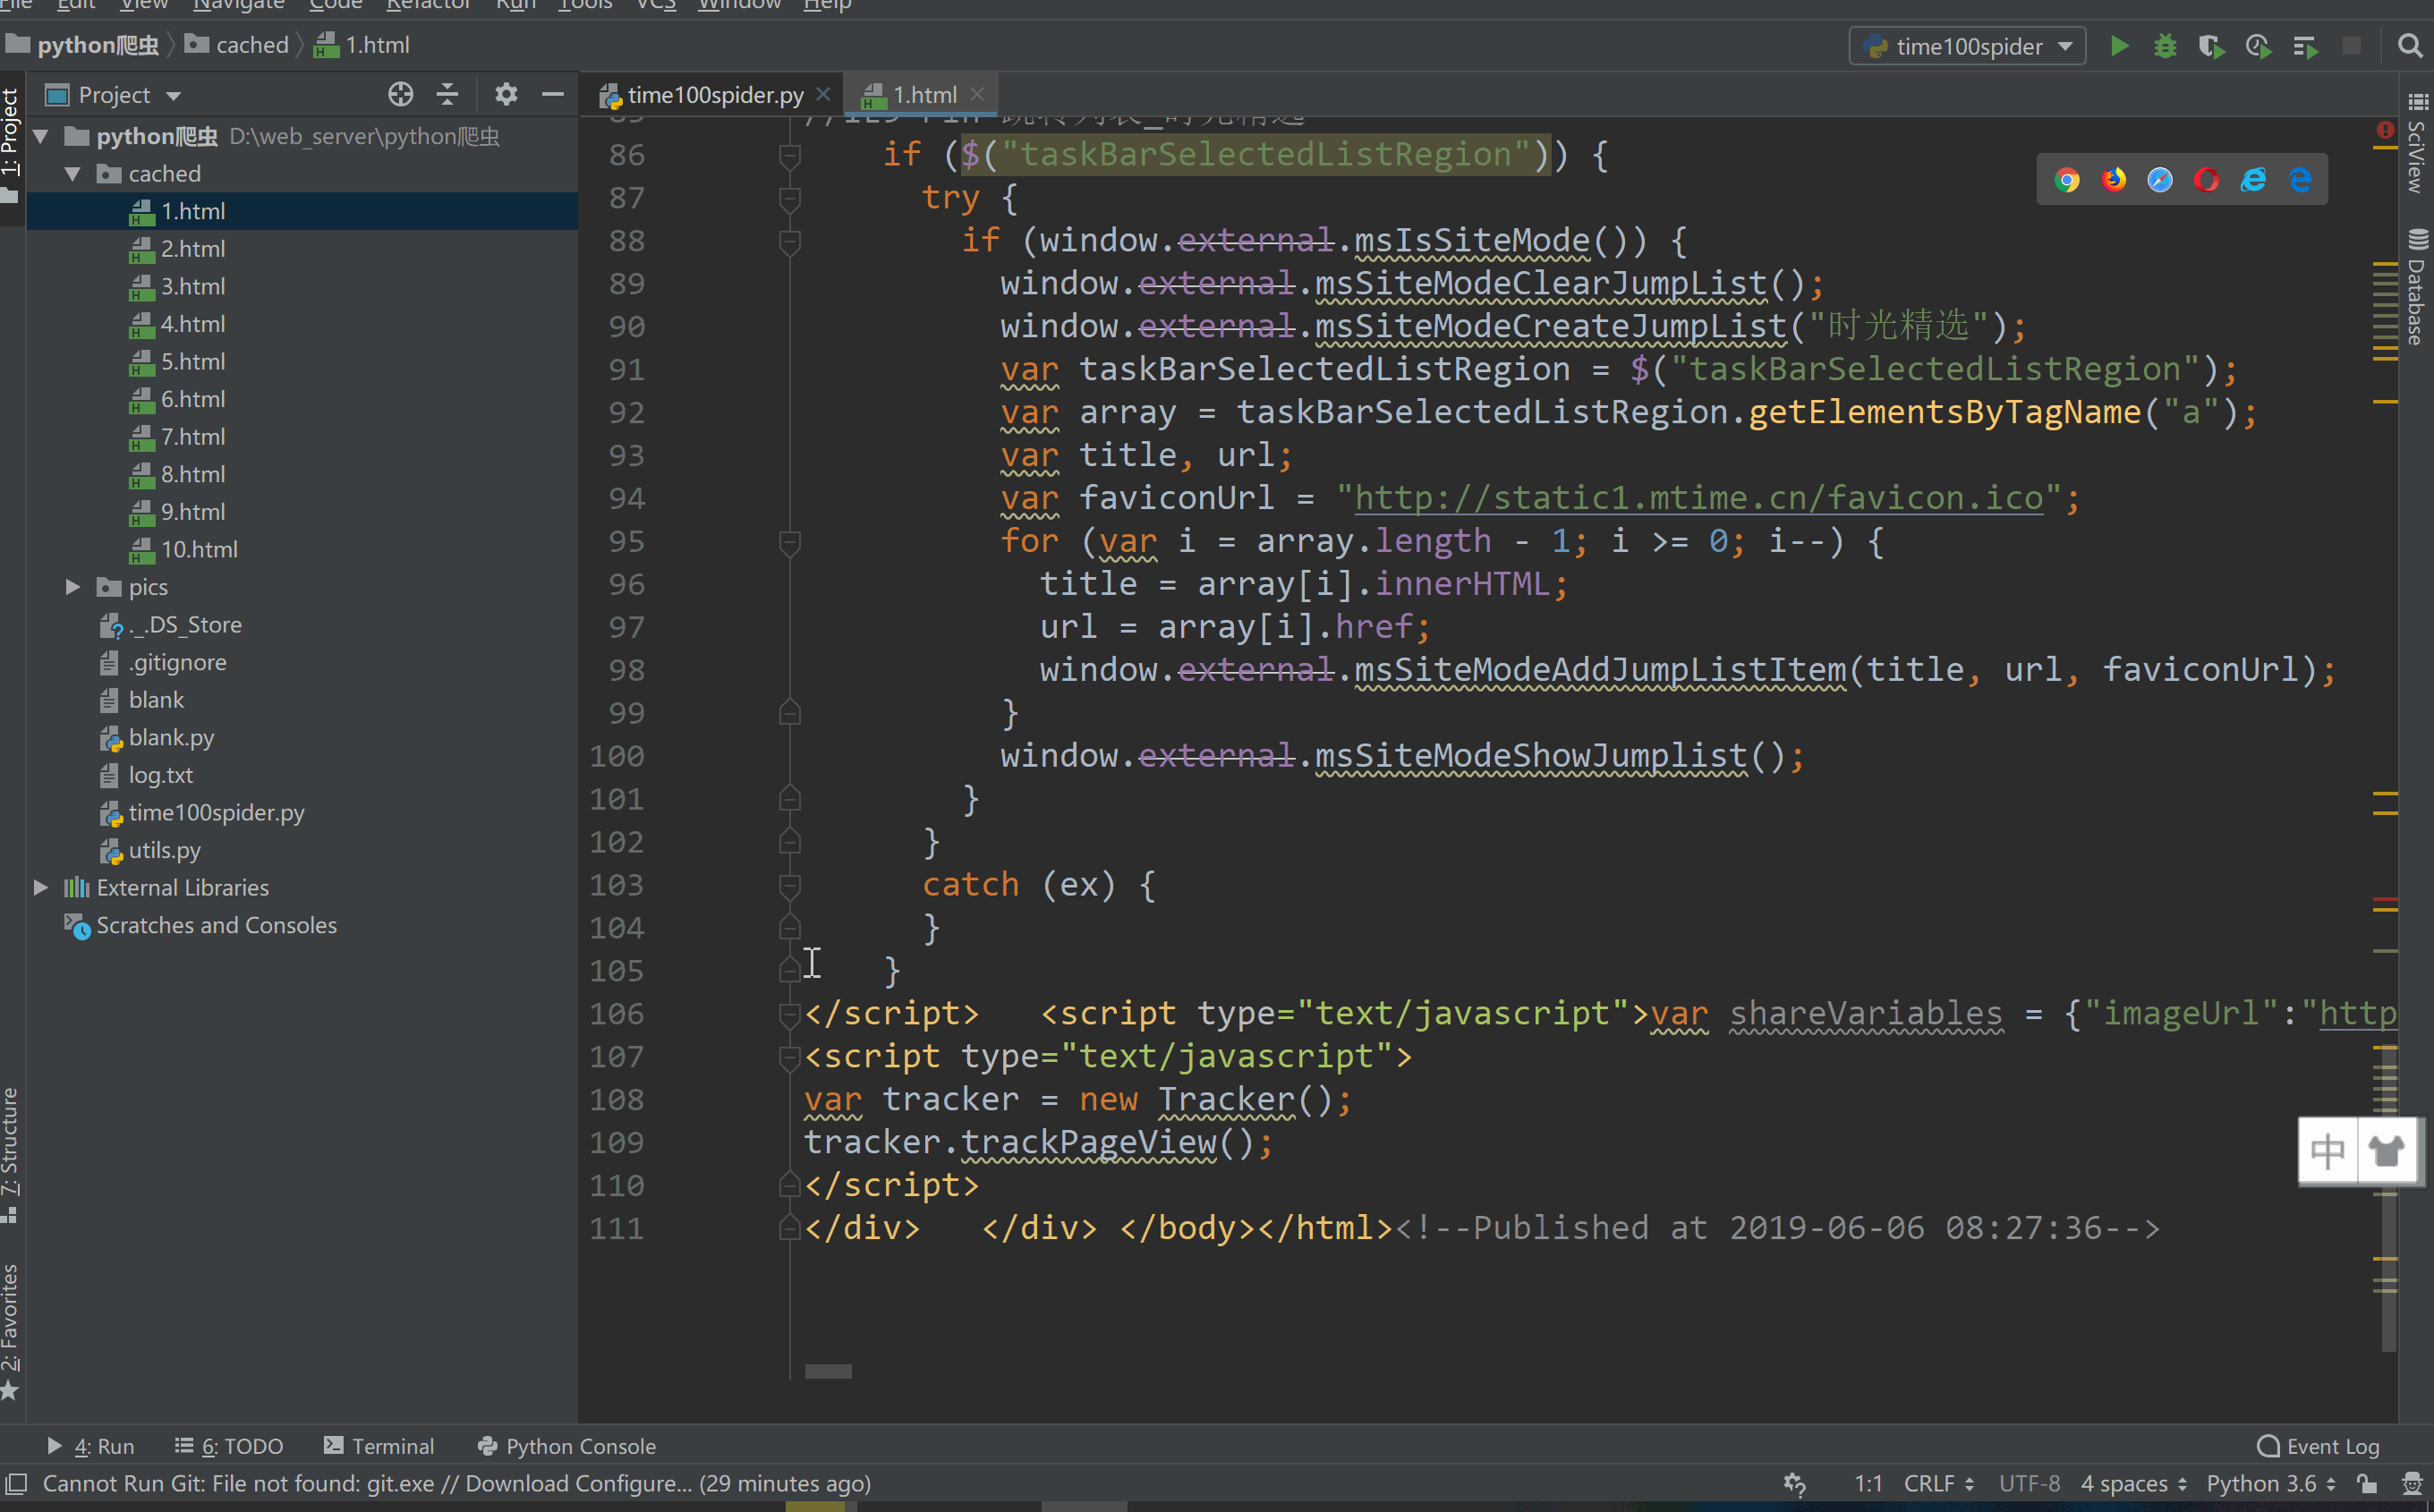 File Edit View Navigate Code Refactor Run Tools VCS Window Help
python爬虫 cached 1.html time100spider
1: Project
Project
time100spider.py 1.html
python爬虫 D:\web_server\python爬虫
cached
1.html
2.html
3.html
4.html
5.html
6.html
7.html
8.html
9.html
10.html
pics
._.DS_Store
.gitignore
blank
blank.py
log.txt
time100spider.py
utils.py
External Libraries
Scratches and Consoles
7: Structure
2: Favorites
86 if ($("taskBarSelectedListRegion")) {
87 try {
88 if (window.external.msIsSiteMode()) {
89 window.external.msSiteModeClearJumpList();
90 window.external.msSiteModeCreateJumpList("时光精选");
91 var taskBarSelectedListRegion = $("taskBarSelectedListRegion");
92 var array = taskBarSelectedListRegion.getElementsByTagName("a");
93 var title, url;
94 var faviconUrl = "http://static1.mtime.cn/favicon.ico";
95 for (var i = array.length - 1; i >= 0; i--) {
96 title = array[i].innerHTML;
97 url = array[i].href;
98 window.external.msSiteModeAddJumpListItem(title, url, faviconUrl);
99 }
100 window.external.msSiteModeShowJumplist();
101 }
102 }
103 catch (ex) {
104 }
105 }
106 </script> <script type="text/javascript">var shareVariables = {"imageUrl":"http
107 <script type="text/javascript">
108 var tracker = new Tracker();
109 tracker.trackPageView();
110 </script>
111 </div> </div> </body></html><!--Published at 2019-06-06 08:27:36-->
SciView
Database
中
4: Run 6: TODO Terminal Python Console Event Log
Cannot Run Git: File not found: git.exe // Download Configure... (29 minutes ago) 1:1 CRLF UTF-8 4 spaces Python 3.6